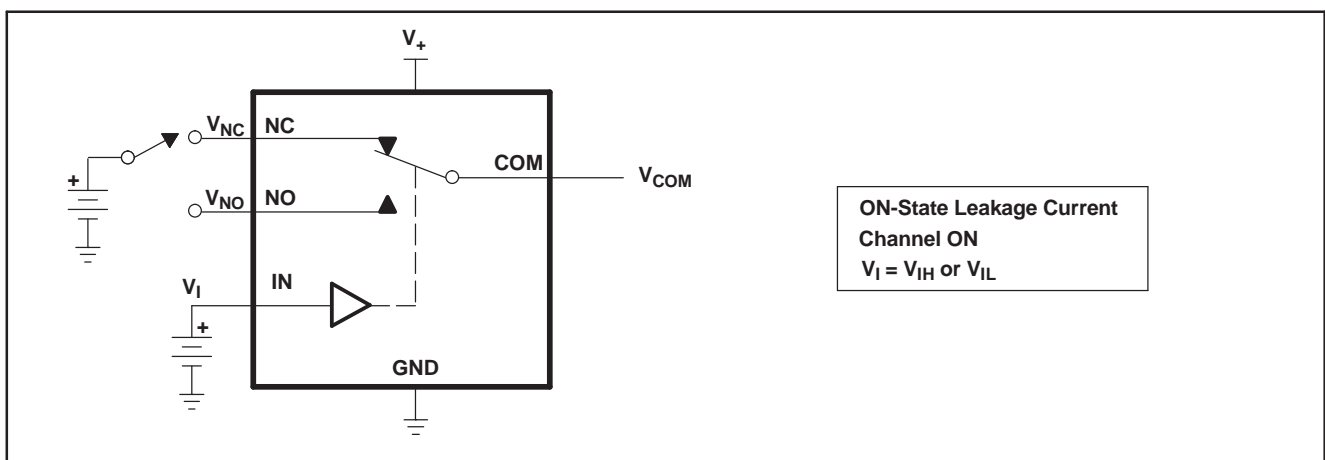 V+
VNC NC
COM
VCOM
+
VNO NO
ON-State Leakage Current
Channel ON
VI = VIH or VIL
VI IN
+
GND